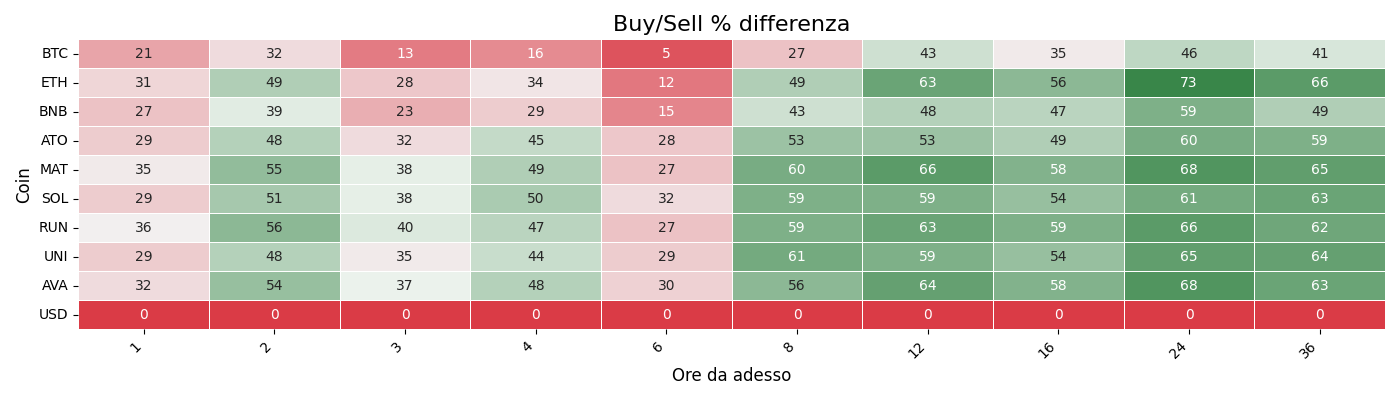 Buy/Sell % differenza
Coin
BTC 21 32 13 16 5 27 43 35 46 41
ETH 31 49 28 34 12 49 63 56 73 66
BNB 27 39 23 29 15 43 48 47 59 49
ATO 29 48 32 45 28 53 53 49 60 59
MAT 35 55 38 49 27 60 66 58 68 65
SOL 29 51 38 50 32 59 59 54 61 63
RUN 36 56 40 47 27 59 63 59 66 62
UNI 29 48 35 44 29 61 59 54 65 64
AVA 32 54 37 48 30 56 64 58 68 63
USD 0 0 0 0 0 0 0 0 0 0
1 2 3 4 6 8 12 16 24 36
Ore da adesso